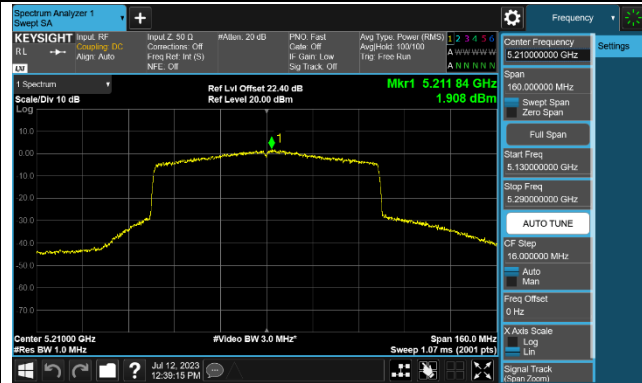 Spectrum Analyzer 1
Swept SA
Frequency
KEYSIGHT
RL
LXI
Input: RF
Coupling: DC
Align: Auto
Input Z: 50 Ω
Corrections: Off
Freq Ref: Int (S)
NFE: Off
#Atten: 20 dB
PNO: Fast
Gate: Off
IF Gain: Low
Sig Track: Off
Avg Type: Power (RMS)
Avg|Hold: 100/100
Trig: Free Run
1 2 3 4 5 6
A W W W W W
A N N N N N
1 Spectrum
Scale/Div 10 dB
Log
Ref Lvl Offset 22.40 dB
Ref Level 20.00 dBm
Mkr1 5.211 84 GHz
1.908 dBm
10.0
0.00
-10.0
-20.0
-30.0
-40.0
-50.0
-60.0
-70.0
1
Center 5.21000 GHz
#Res BW 1.0 MHz
#Video BW 3.0 MHz*
Span 160.0 MHz
Sweep 1.07 ms (2001 pts)
Center Frequency
5.210000000 GHz
Span
160.000000 MHz
Swept Span
Zero Span
Full Span
Start Freq
5.130000000 GHz
Stop Freq
5.290000000 GHz
AUTO TUNE
CF Step
16.000000 MHz
Auto
Man
Freq Offset
0 Hz
X Axis Scale
Log
Lin
Signal Track
(Span Zoom)
Settings
?
Jul 12, 2023
12:39:15 PM